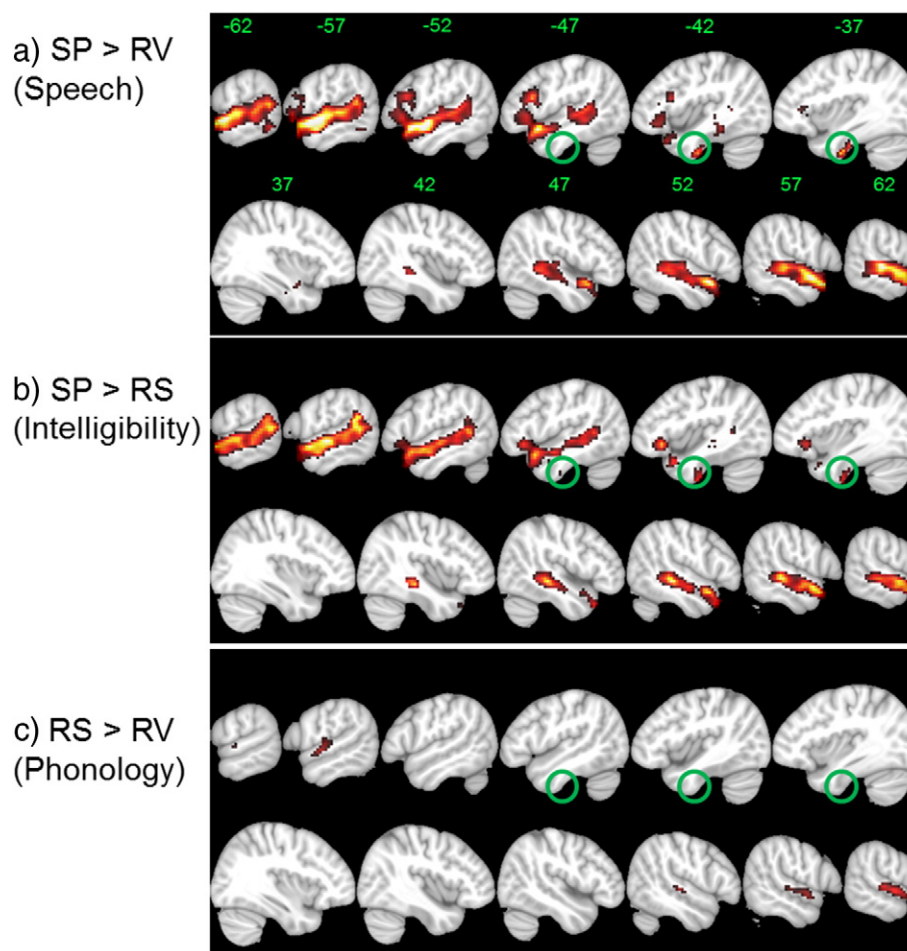 a) SP > RV
(Speech)
-62 -57 -52 -47 -42 -37
37 42 47 52 57 62
b) SP > RS
(Intelligibility)
c) RS > RV
(Phonology)